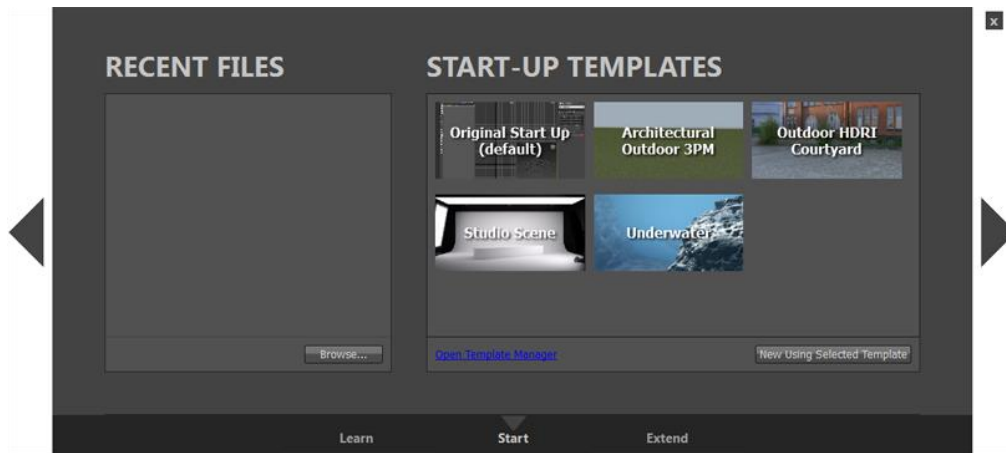 x
RECENT FILES
START-UP TEMPLATES
Original Start Up
(default)
Architectural
Outdoor 3PM
Outdoor HDRI
Courtyard
Studio Scene
Underwater
Browse...
Open Template Manager
New Using Selected Template
Learn
Start
Extend